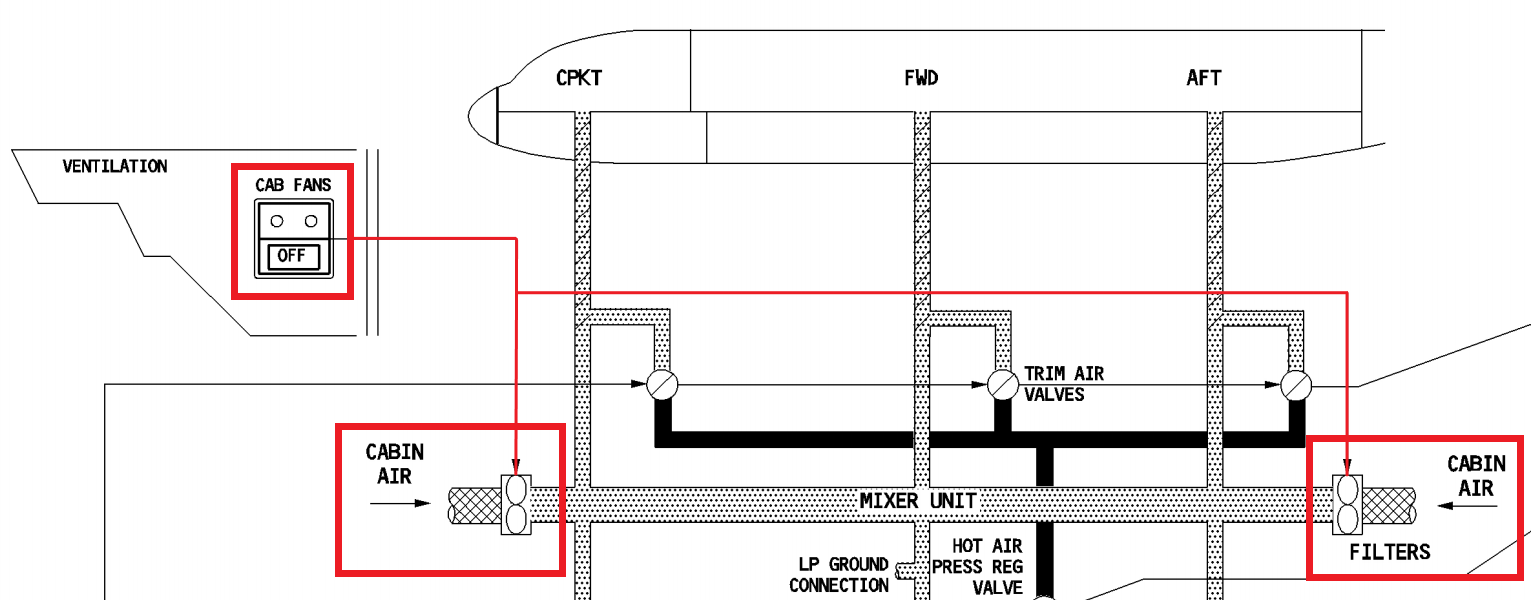 CPKT
FWD
AFT
VENTILATION
CAB FANS
OFF
TRIM AIR
VALVES
CABIN
AIR
MIXER UNIT
CABIN
AIR
FILTERS
LP GROUND
CONNECTION
HOT AIR
PRESS REG
VALVE